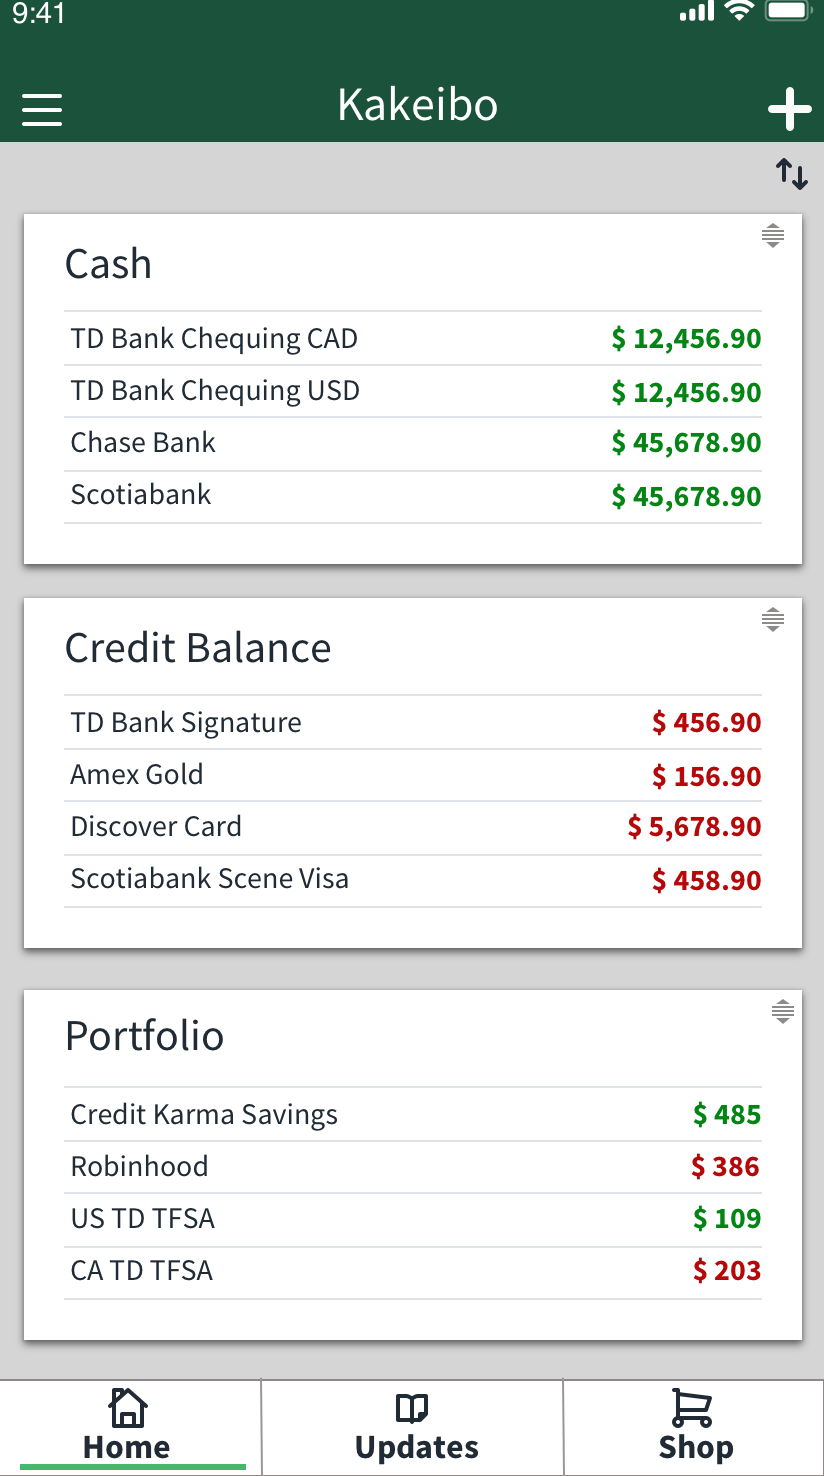 9:41
Kakeibo
Cash
TD Bank Chequing CAD $ 12,456.90
TD Bank Chequing USD $ 12,456.90
Chase Bank $ 45,678.90
Scotiabank $ 45,678.90
Credit Balance
TD Bank Signature $ 456.90
Amex Gold $ 156.90
Discover Card $ 5,678.90
Scotiabank Scene Visa $ 458.90
Portfolio
Credit Karma Savings $ 485
Robinhood $ 386
US TD TFSA $ 109
CA TD TFSA $ 203
Home Updates Shop